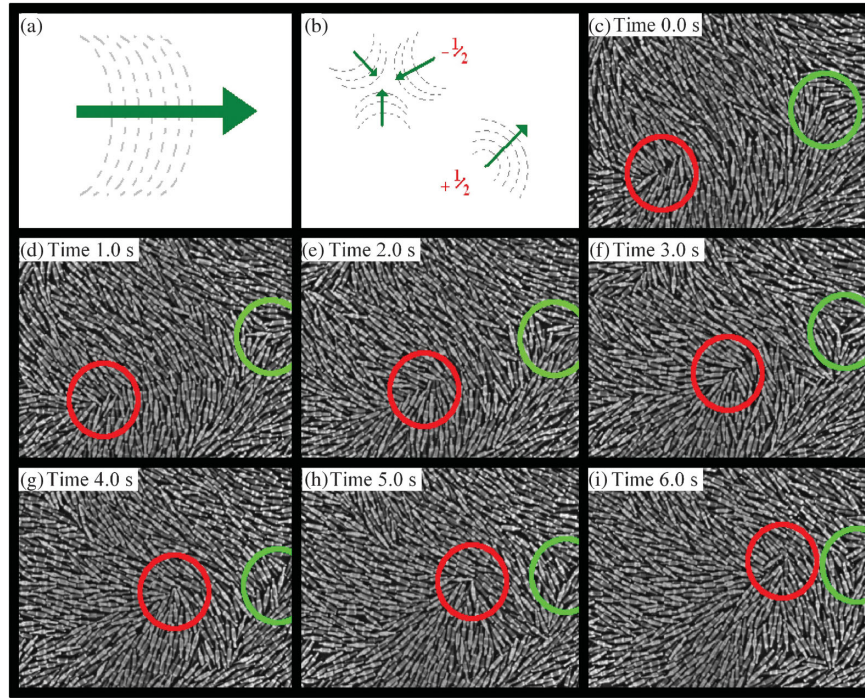 (a)
(b)
- 1/2
+ 1/2
(c) Time 0.0 s
(d) Time 1.0 s
(e) Time 2.0 s
(f) Time 3.0 s
(g) Time 4.0 s
(h) Time 5.0 s
(i) Time 6.0 s